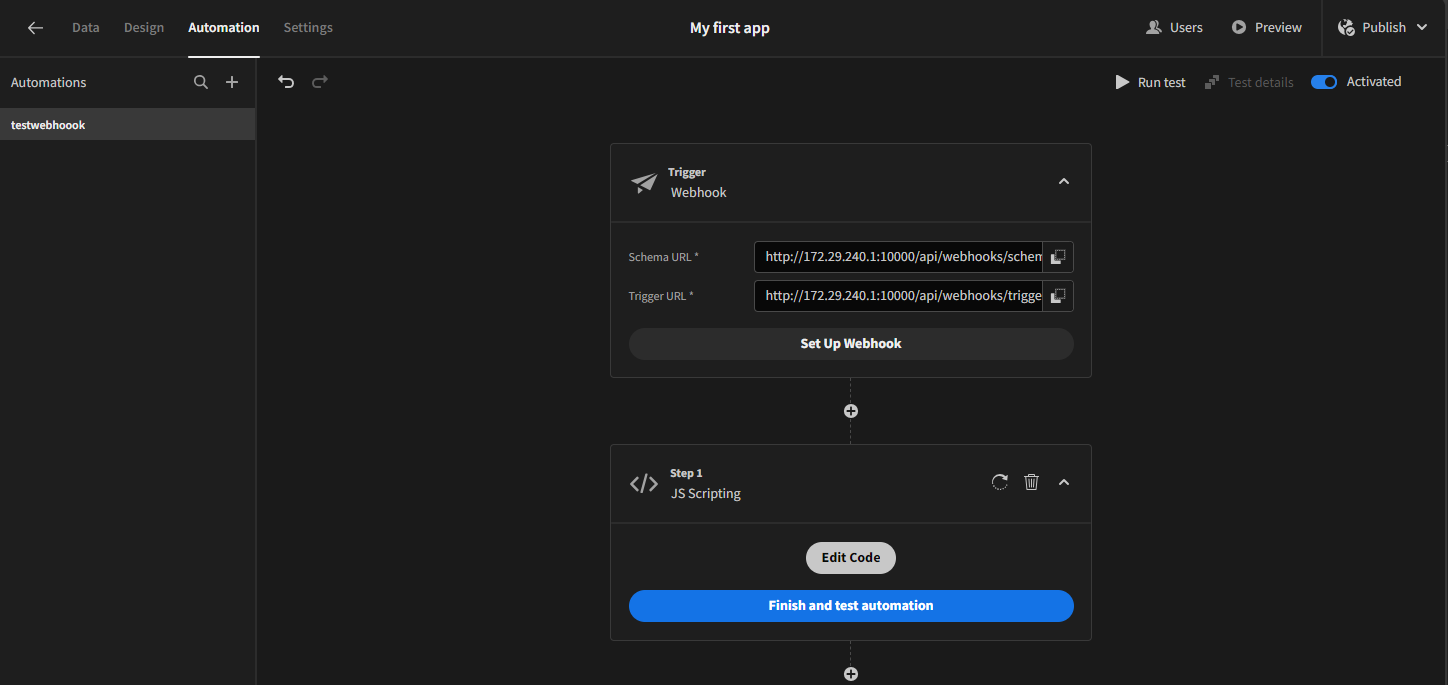 Data Design Automation Settings My first app Users Preview Publish
Automations Run test Test details Activated
testwebhoook
Trigger
Webhook
Schema URL * http://172.29.240.1:10000/api/webhooks/schem
Trigger URL * http://172.29.240.1:10000/api/webhooks/trigge
Set Up Webhook
Step 1
</> JS Scripting
Edit Code
Finish and test automation